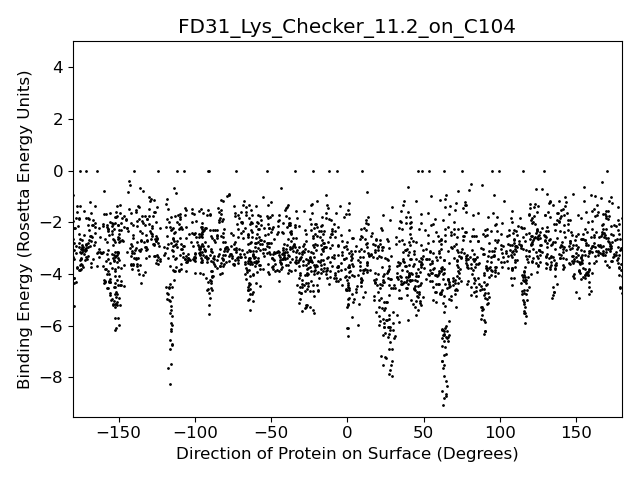 FD31_Lys_Checker_11.2_on_C104
Binding Energy (Rosetta Energy Units)
4
2
0
−2
−4
−6
−8
−150 −100 −50 0 50 100 150
Direction of Protein on Surface (Degrees)